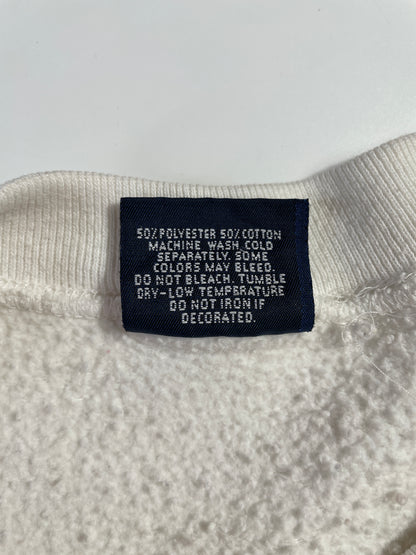 50% POLYESTER 50% COTTON
MACHINE WASH COLD
SEPARATELY. SOME
COLORS MAY BLEED.
DO NOT BLEACH. TUMBLE
DRY-LOW TEMPERATURE
DO NOT IRON IF
DECORATED.